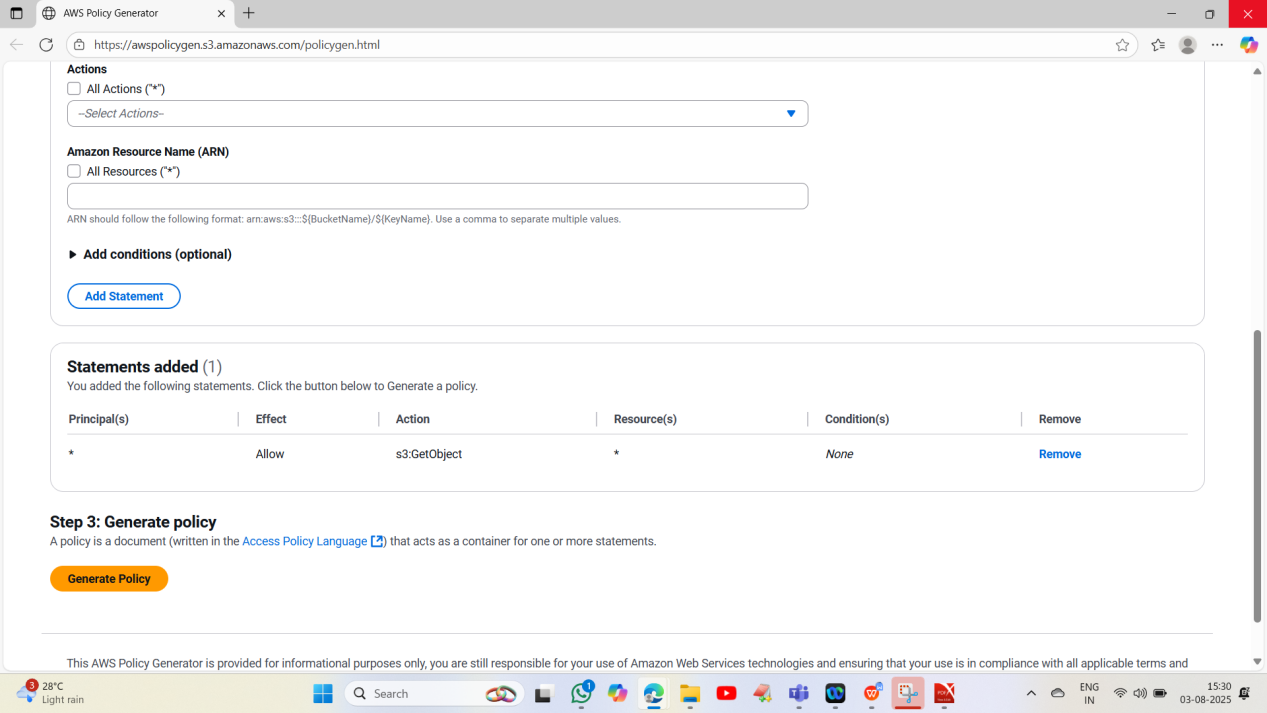 AWS Policy Generator
https://awspolicygen.s3.amazonaws.com/policygen.html
Actions
All Actions ("*")
--Select Actions--
Amazon Resource Name (ARN)
All Resources ("*")
ARN should follow the following format: arn:aws:s3:::${BucketName}/${KeyName}. Use a comma to separate multiple values.
Add conditions (optional)
Add Statement
Statements added (1)
You added the following statements. Click the button below to Generate a policy.
Principal(s) Effect Action Resource(s) Condition(s) Remove
* Allow s3:GetObject * None Remove
Step 3: Generate policy
A policy is a document (written in the Access Policy Language ) that acts as a container for one or more statements.
Generate Policy
This AWS Policy Generator is provided for informational purposes only, you are still responsible for your use of Amazon Web Services technologies and ensuring that your use is in compliance with all applicable terms and
3 28°C
Light rain
Search
1
ENG
IN
15:30
03-08-2025